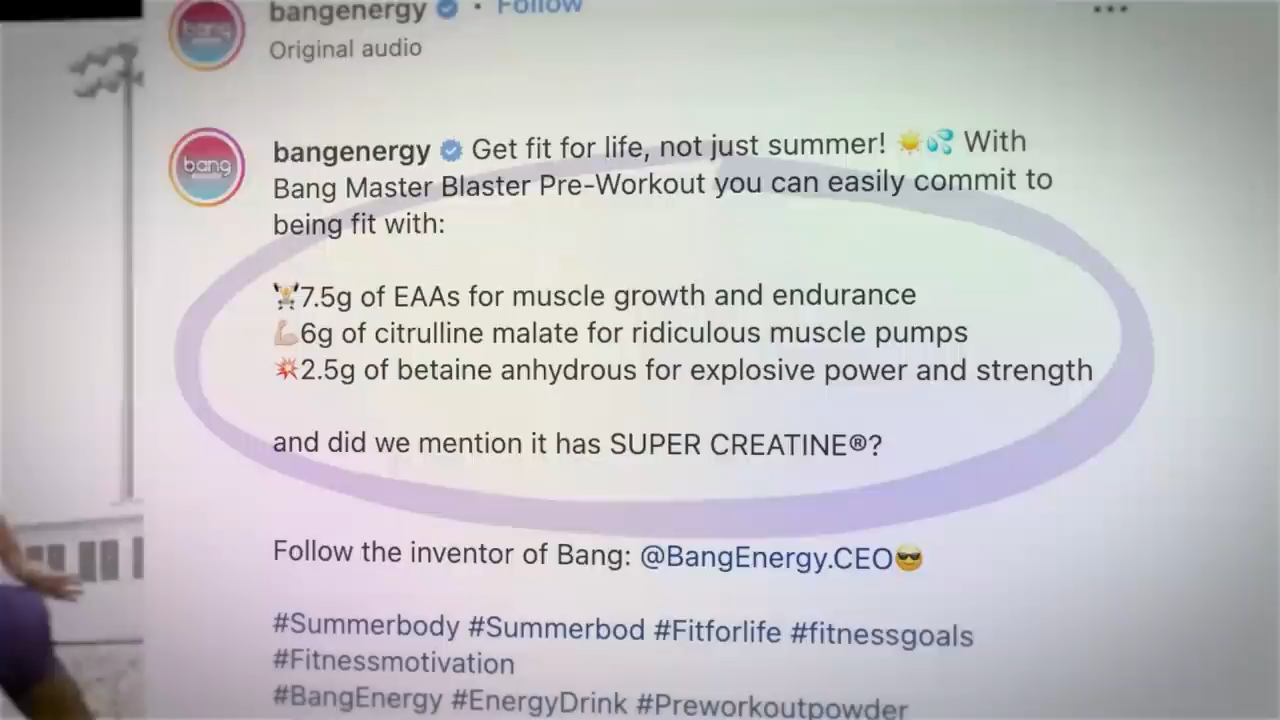 bangenergy • Follow
Original audio
bang
bangenergy Get fit for life, not just summer! ☀️💦 With
Bang Master Blaster Pre-Workout you can easily commit to
being fit with:
🏋️7.5g of EAAs for muscle growth and endurance
💪🏼6g of citrulline malate for ridiculous muscle pumps
💥2.5g of betaine anhydrous for explosive power and strength
and did we mention it has SUPER CREATINE®?
Follow the inventor of Bang: @BangEnergy.CEO😎
#Summerbody #Summerbod #Fitforlife #fitnessgoals
#Fitnessmotivation
#BangEnergy #EnergyDrink #Preworkoutpowder